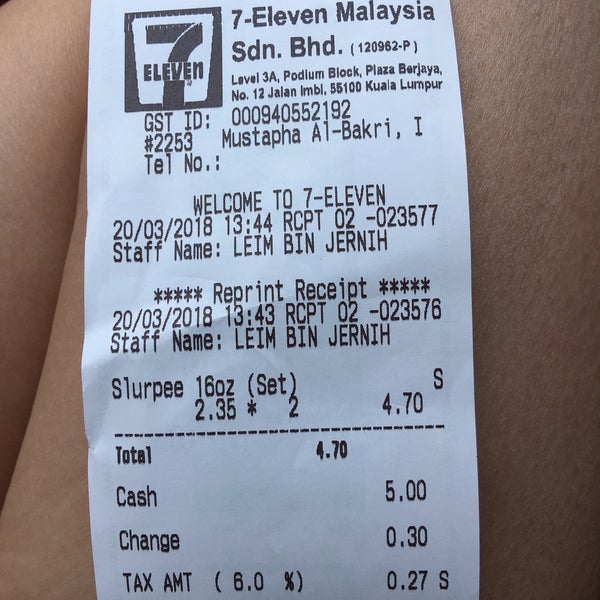 7
ELEVEN
7-Eleven Malaysia
Sdn. Bhd. (120962-P)
Level 3A, Podium Block, Plaza Berjaya,
No. 12 Jalan Imbi, 55100 Kuala Lumpur
GST ID: 000940552192
#2253 Mustapha Al-Bakri, I
Tel No.:
WELCOME TO 7-ELEVEN
20/03/2018 13:44 RCPT 02 -023577
Staff Name: LEIM BIN JERNIH
***** Reprint Receipt *****
20/03/2018 13:43 RCPT 02 -023576
Staff Name: LEIM BIN JERNIH
Slurpee 16oz (Set) S
2.35 * 2 4.70
Total 4.70
Cash 5.00
Change 0.30
TAX AMT ( 6.0 %) 0.27 S